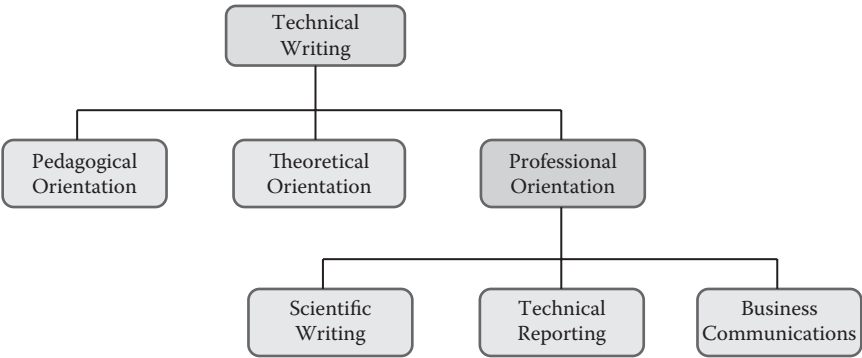 Technical
Writing
Pedagogical
Orientation
Theoretical
Orientation
Professional
Orientation
Scientific
Writing
Technical
Reporting
Business
Communications